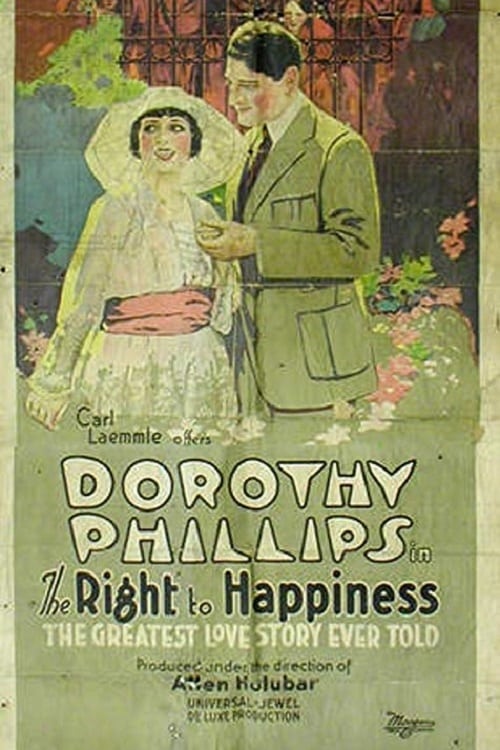 Carl
Laemmle offers
DOROTHY
PHILLIPS in
The Right to Happiness
THE GREATEST LOVE STORY EVER TOLD
Produced under the direction of
Allen Holubar
UNIVERSAL-JEWEL
DE LUXE PRODUCTION
Morgan